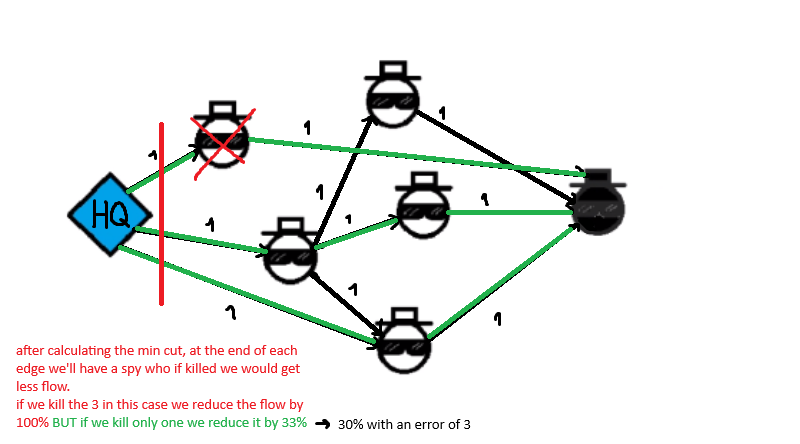 1
1
1
HQ
1
1
1
1
1
1
1
after calculating the min cut, at the end of each
edge we'll have a spy who if killed we would get
less flow.
if we kill the 3 in this case we reduce the flow by
100% BUT if we kill only one we reduce it by 33% → 30% with an error of 3